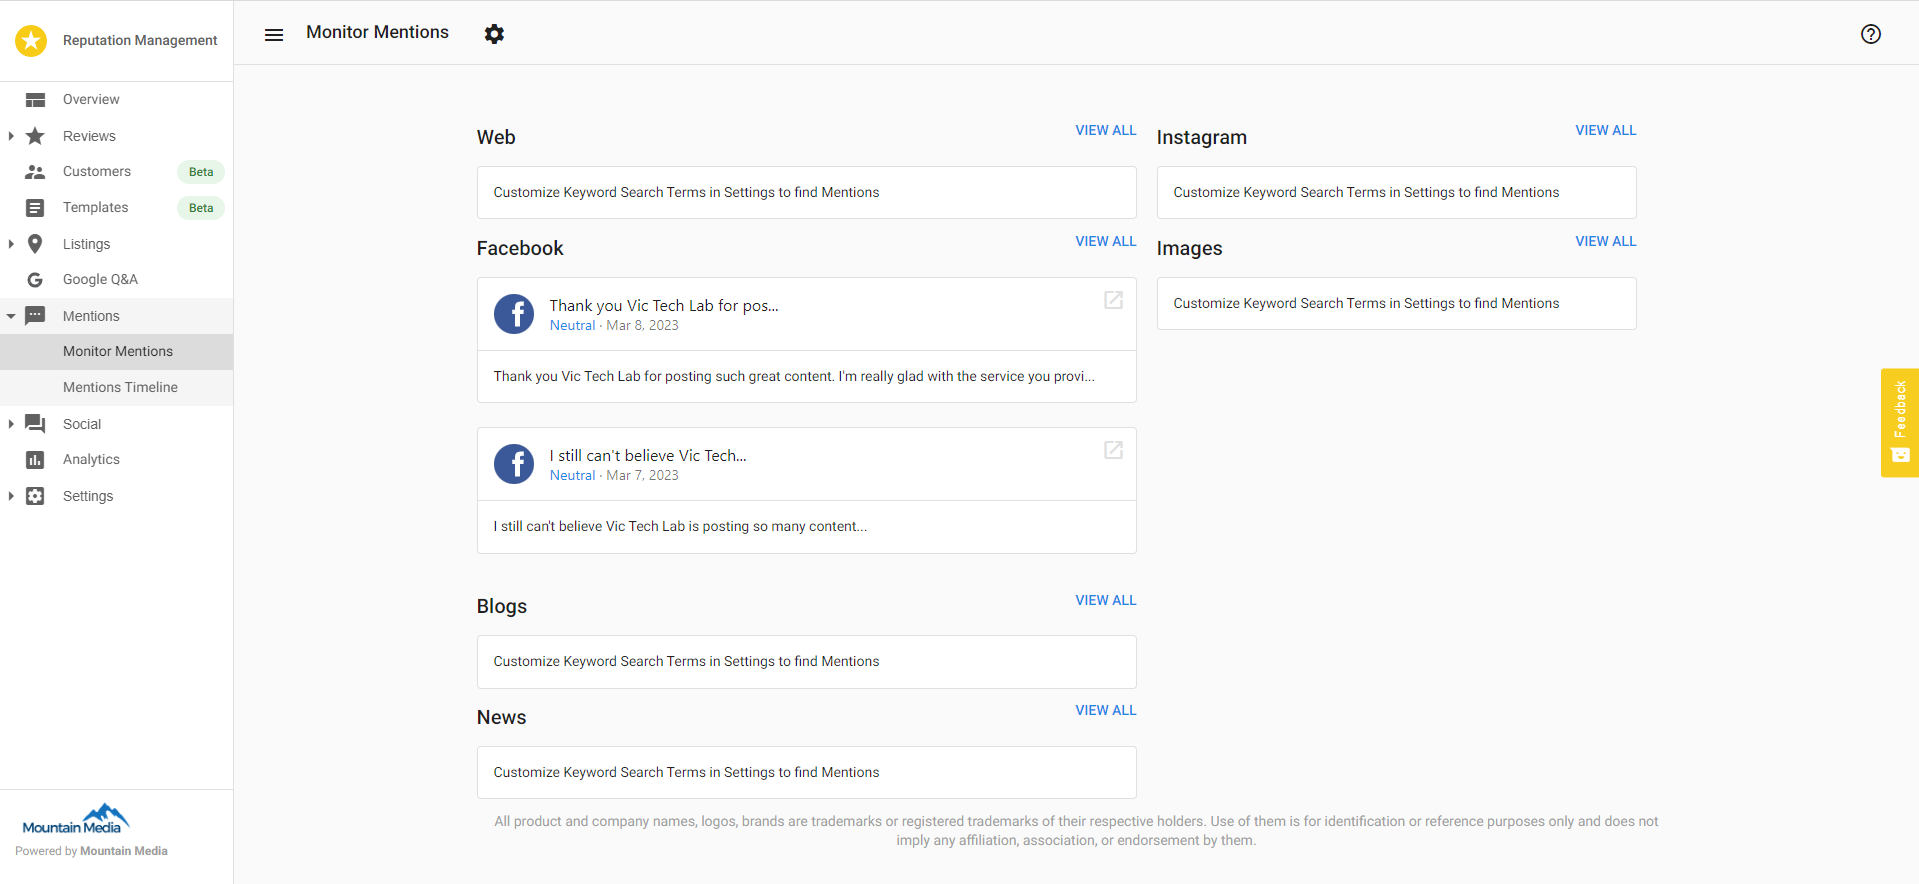 Reputation Management
Monitor Mentions
Overview
Reviews
Customers Beta
Templates Beta
Listings
Google Q&A
Mentions
Monitor Mentions
Mentions Timeline
Social
Analytics
Settings
Mountain Media
Powered by Mountain Media
Web VIEW ALL
Customize Keyword Search Terms in Settings to find Mentions
Facebook VIEW ALL
Thank you Vic Tech Lab for pos...
Neutral · Mar 8, 2023
Thank you Vic Tech Lab for posting such great content. I'm really glad with the service you provi...
I still can't believe Vic Tech...
Neutral · Mar 7, 2023
I still can't believe Vic Tech Lab is posting so many content...
Blogs VIEW ALL
Customize Keyword Search Terms in Settings to find Mentions
News VIEW ALL
Customize Keyword Search Terms in Settings to find Mentions
Instagram VIEW ALL
Customize Keyword Search Terms in Settings to find Mentions
Images VIEW ALL
Customize Keyword Search Terms in Settings to find Mentions
Feedback
All product and company names, logos, brands are trademarks or registered trademarks of their respective holders. Use of them is for identification or reference purposes only and does not
imply any affiliation, association, or endorsement by them.